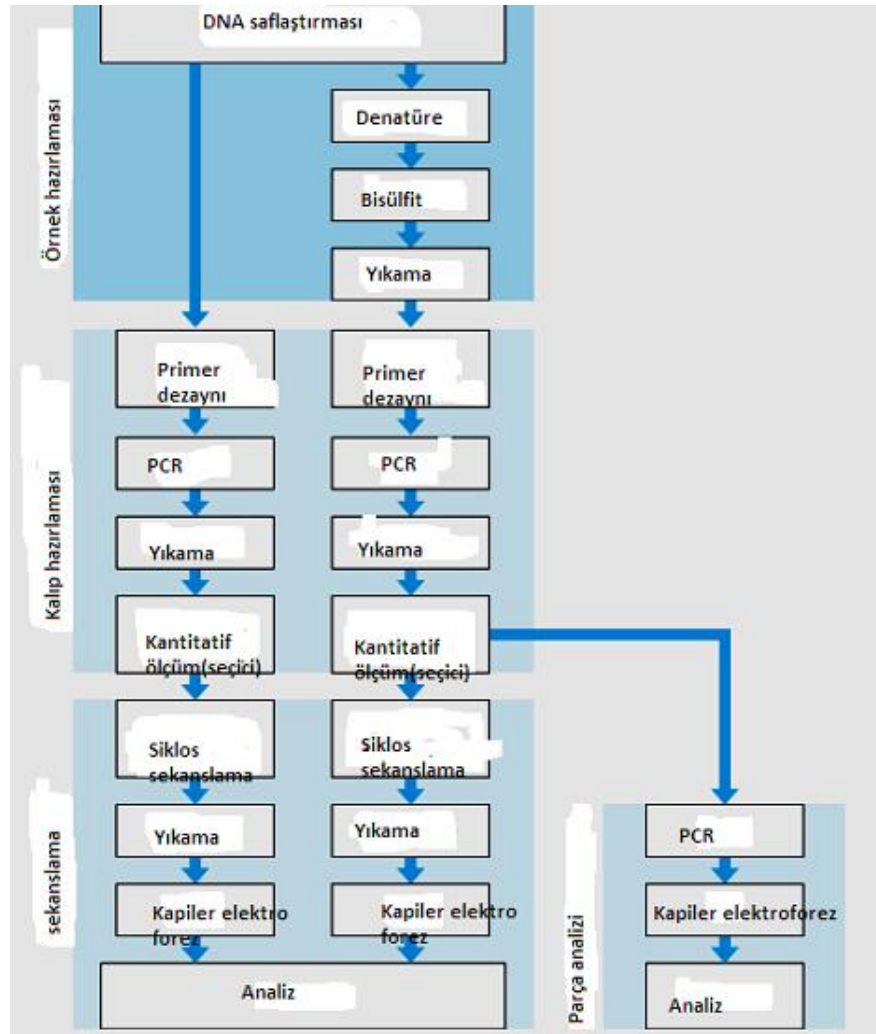 DNA saflaştırması
Örnek hazırlaması
Denatüre
Bisülfit
Yıkama
Kalıp hazırlaması
Primer
dezaynı
Primer
dezaynı
PCR
PCR
Yıkama
Yıkama
Kantitatif
ölçüm(seçici)
Kantitatif
ölçüm(seçici)
sekanslama
Siklos
sekanslama
Siklos
sekanslama
Yıkama
Yıkama
Kapiler elektro
forez
Kapiler elektro
forez
Analiz
Parça analizi
PCR
Kapiler elektroforez
Analiz